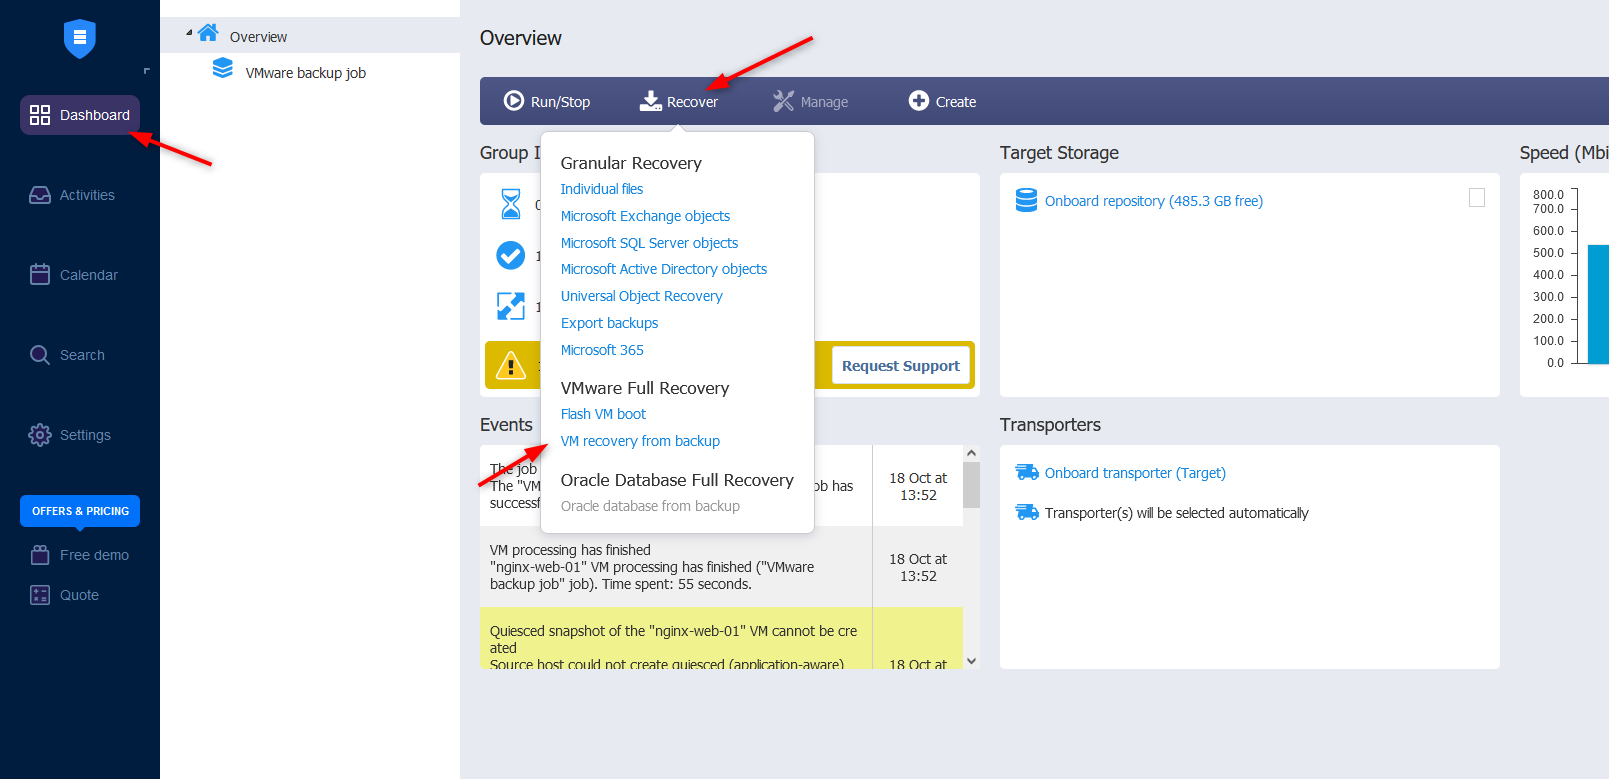 Dashboard
Activities
Calendar
Search
Settings
OFFERS & PRICING
Free demo
Quote
Overview
VMware backup job
Overview
Run/Stop
Recover
Manage
Create
Group
Granular Recovery
Individual files
Microsoft Exchange objects
Microsoft SQL Server objects
Microsoft Active Directory objects
Universal Object Recovery
Export backups
Microsoft 365
VMware Full Recovery
Flash VM boot
VM recovery from backup
Oracle Database Full Recovery
Oracle database from backup
Request Support
Events
The job
The "VM
ob has
successf
18 Oct at
13:52
VM processing has finished
"nginx-web-01" VM processing has finished ("VMware
backup job" job). Time spent: 55 seconds.
18 Oct at
13:52
Quiesced snapshot of the "nginx-web-01" VM cannot be cre
ated
Source host could not create quiesced (application-aware)
18 Oct at
Target Storage
Onboard repository (485.3 GB free)
Transporters
Onboard transporter (Target)
Transporter(s) will be selected automatically
Speed (Mbi
800.0
700.0
600.0
500.0
400.0
300.0
200.0
100.0
0.0